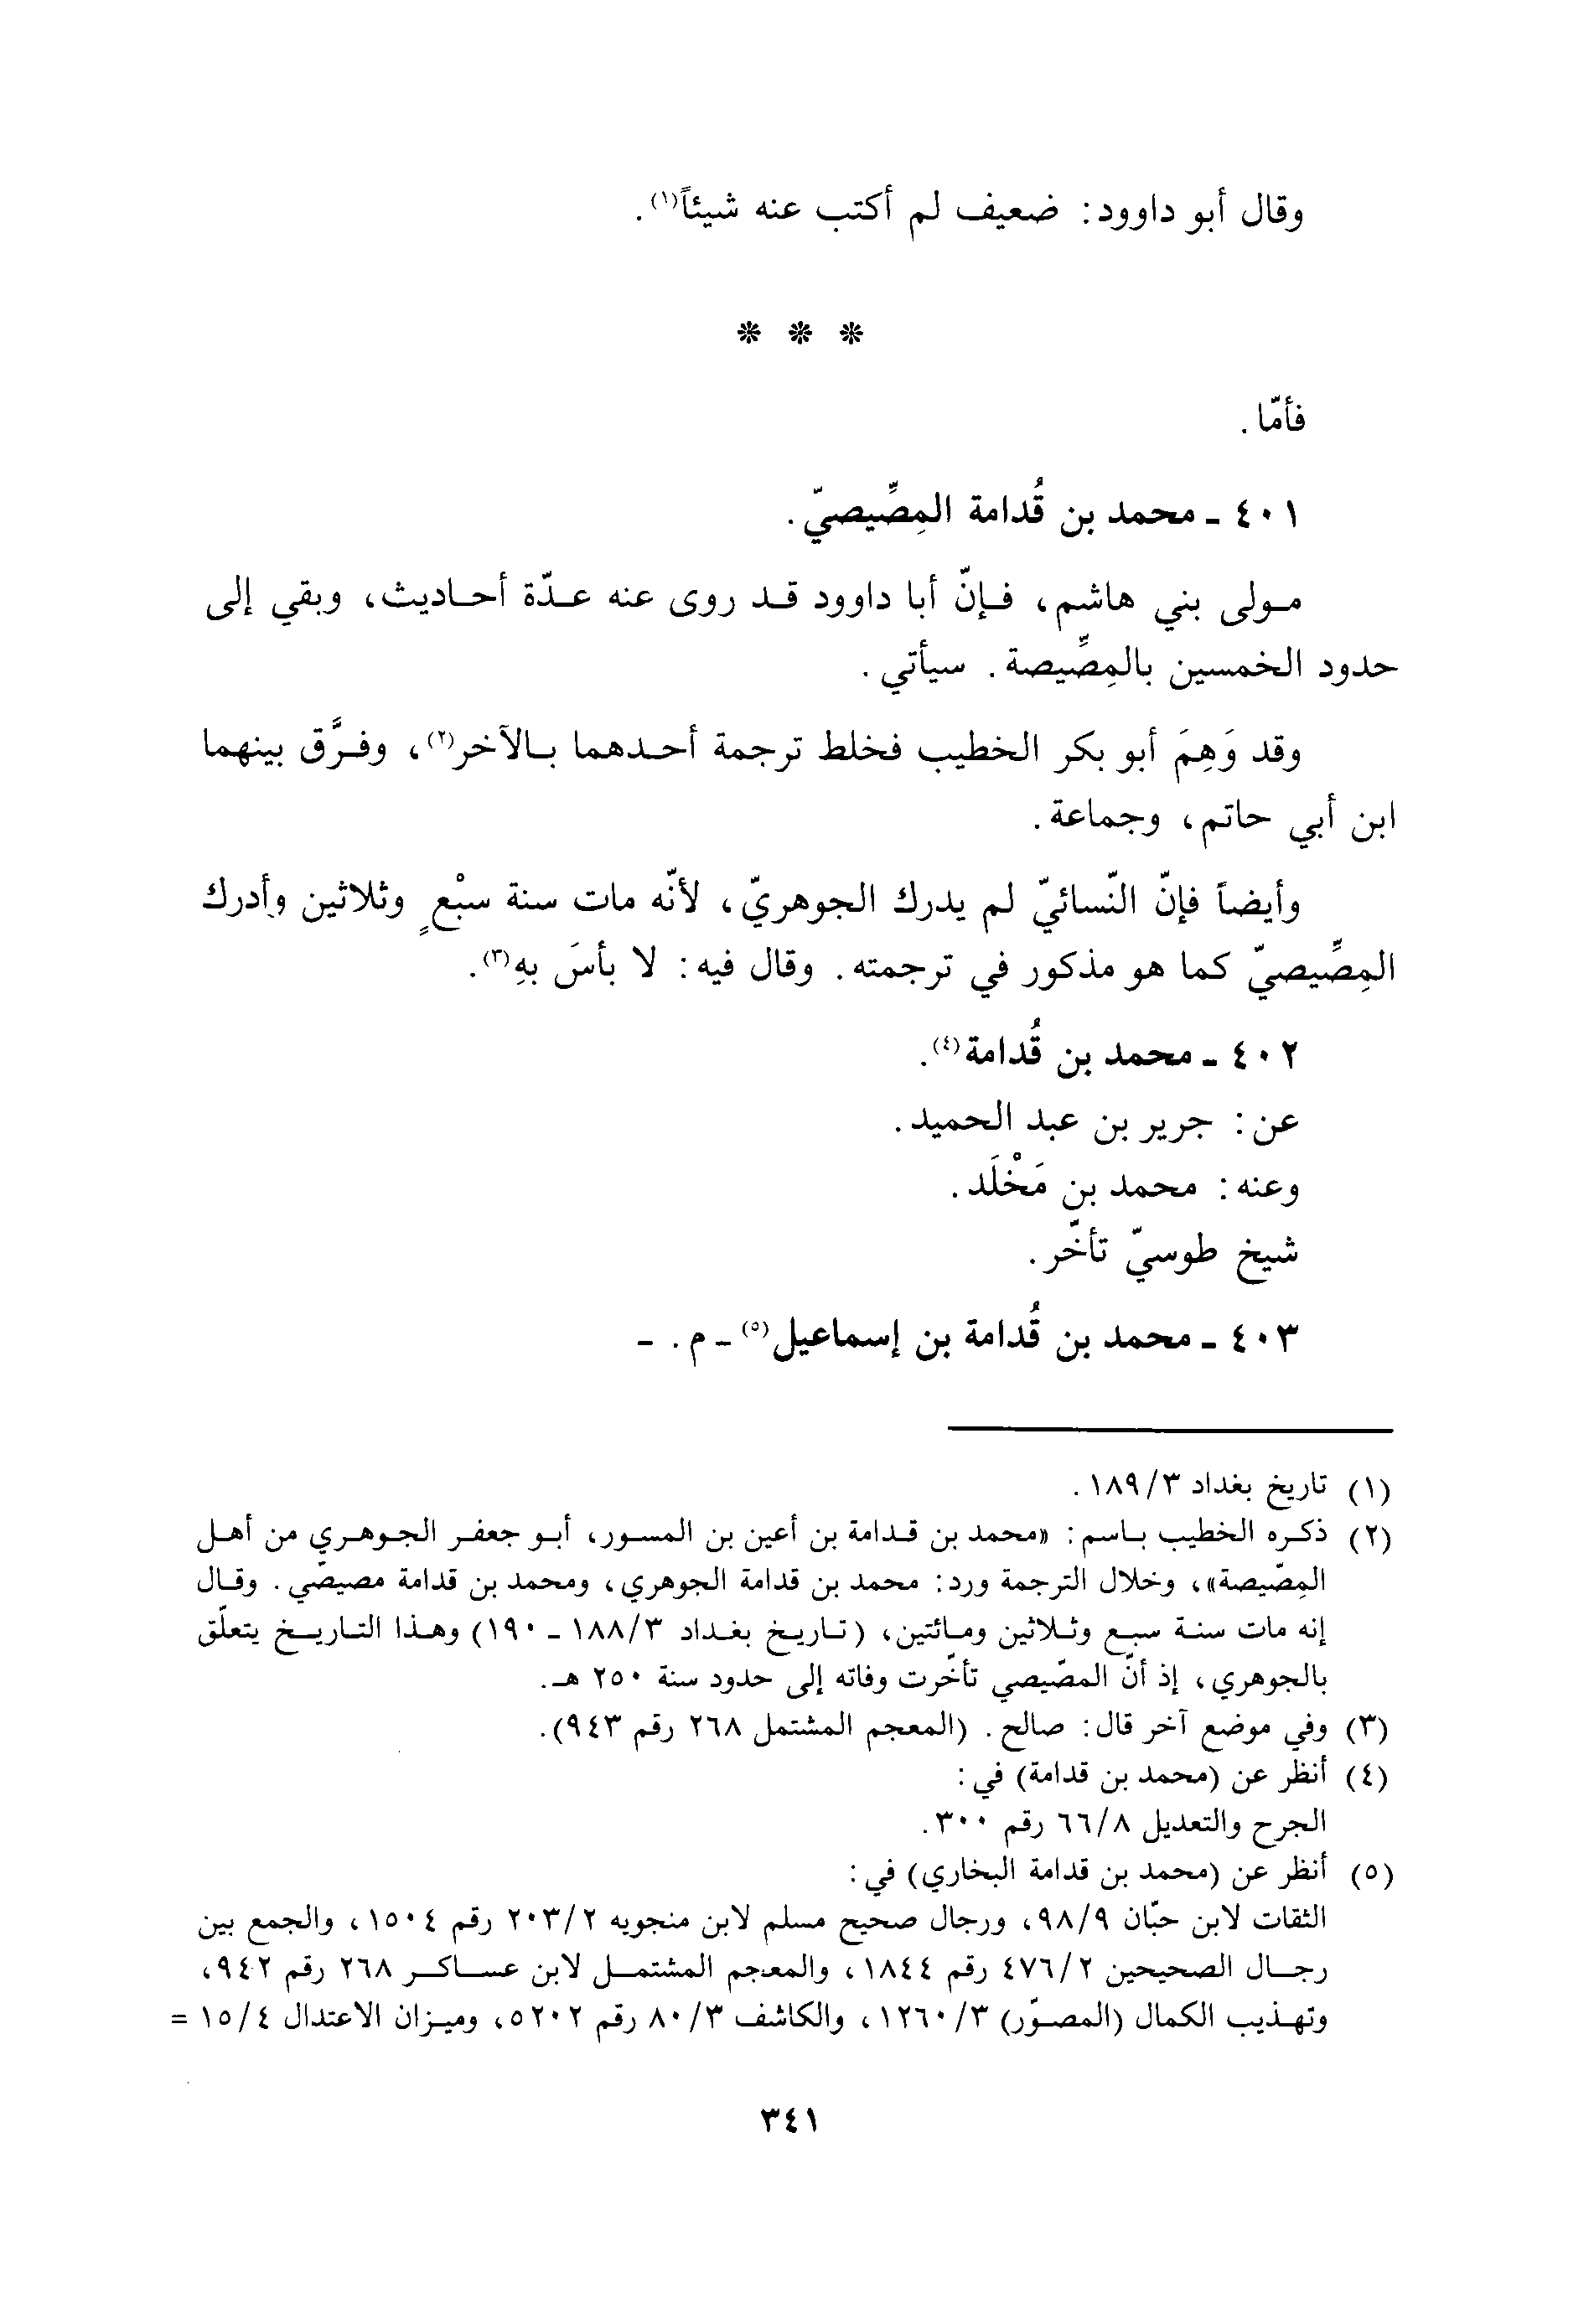 وقال أبو داوود: ضعيف لم أكتب عنه شيئاً(١).
* * *
فأمّا.
٤٠١ ـ محمد بن قُدامة المِصِّيصيّ.
مولى بني هاشم، فإنّ أبا داوود قد روى عنه عدّة أحاديث، وبقي إلى
حدود الخمسين بالمِصِّيصة. سيأتي.
وقد وَهِمَ أبو بكر الخطيب فخلط ترجمة أحدهما بالآخر(٢)، وفرَّق بينهما
ابن أبي حاتم، وجماعة.
وأيضاً فإنّ النّسائيّ لم يدرك الجوهريّ، لأنّه مات سنة سبْعٍ وثلاثين وأدرك
المِصِّيصيّ كما هو مذكور في ترجمته. وقال فيه: لا بأسَ بهِ(٣).
٤٠٢ ـ محمد بن قُدامة(٤).
عن: جرير بن عبد الحميد.
وعنه: محمد بن مَخْلَد.
شيخ طوسيّ تأخّر.
٤٠٣ ـ محمد بن قُدامة بن إسماعيل(٥) ـ م. ـ
(١) تاريخ بغداد ١٨٩/٣.
(٢) ذكره الخطيب باسم: «محمد بن قدامة بن أعين بن المسور، أبو جعفر الجوهري من أهل
المِصّيصة»، وخلال الترجمة ورد: محمد بن قدامة الجوهري، ومحمد بن قدامة مصيصّي. وقال
إنه مات سنة سبع وثلاثين ومائتين، (تاريخ بغداد ١٨٨/٣ ـ ١٩٠) وهذا التاريخ يتعلّق
بالجوهري، إذ أنّ المصّيصي تأخّرت وفاته إلى حدود سنة ٢٥٠ هـ.
(٣) وفي موضع آخر قال: صالح. (المعجم المشتمل ٢٦٨ رقم ٩٤٣).
(٤) أنظر عن (محمد بن قدامة) في:
الجرح والتعديل ٦٦/٨ رقم ٣٠٠.
(٥) أنظر عن (محمد بن قدامة البخاري) في:
الثقات لابن حبّان ٩٨/٩، ورجال صحيح مسلم لابن منجويه ٢٠٣/٢ رقم ١٥٠٤، والجمع بين
رجال الصحيحين ٤٧٦/٢ رقم ١٨٤٤، والمعجم المشتمل لابن عساكر ٢٦٨ رقم ٩٤٢،
وتهذيب الكمال (المصوّر) ١٢٦٠/٣، والكاشف ٨٠/٣ رقم ٥٢٠٢، وميزان الاعتدال ١٥/٤ =
٣٤١